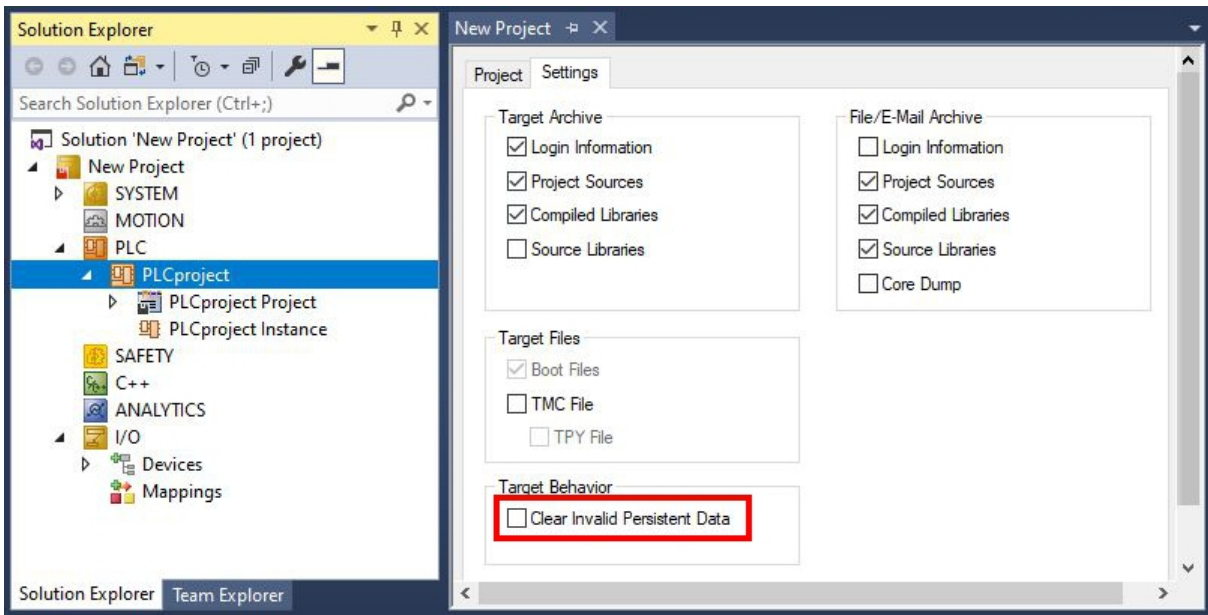 Solution Explorer
Search Solution Explorer (Ctrl+;)
Solution 'New Project' (1 project)
New Project
SYSTEM
MOTION
PLC
PLCproject
PLCproject Project
PLCproject Instance
SAFETY
C++
ANALYTICS
I/O
Devices
Mappings
Solution Explorer
Team Explorer
New Project
Project
Settings
Target Archive
Login Information
Project Sources
Compiled Libraries
Source Libraries
File/E-Mail Archive
Login Information
Project Sources
Compiled Libraries
Source Libraries
Core Dump
Target Files
Boot Files
TMC File
TPY File
Target Behavior
Clear Invalid Persistent Data